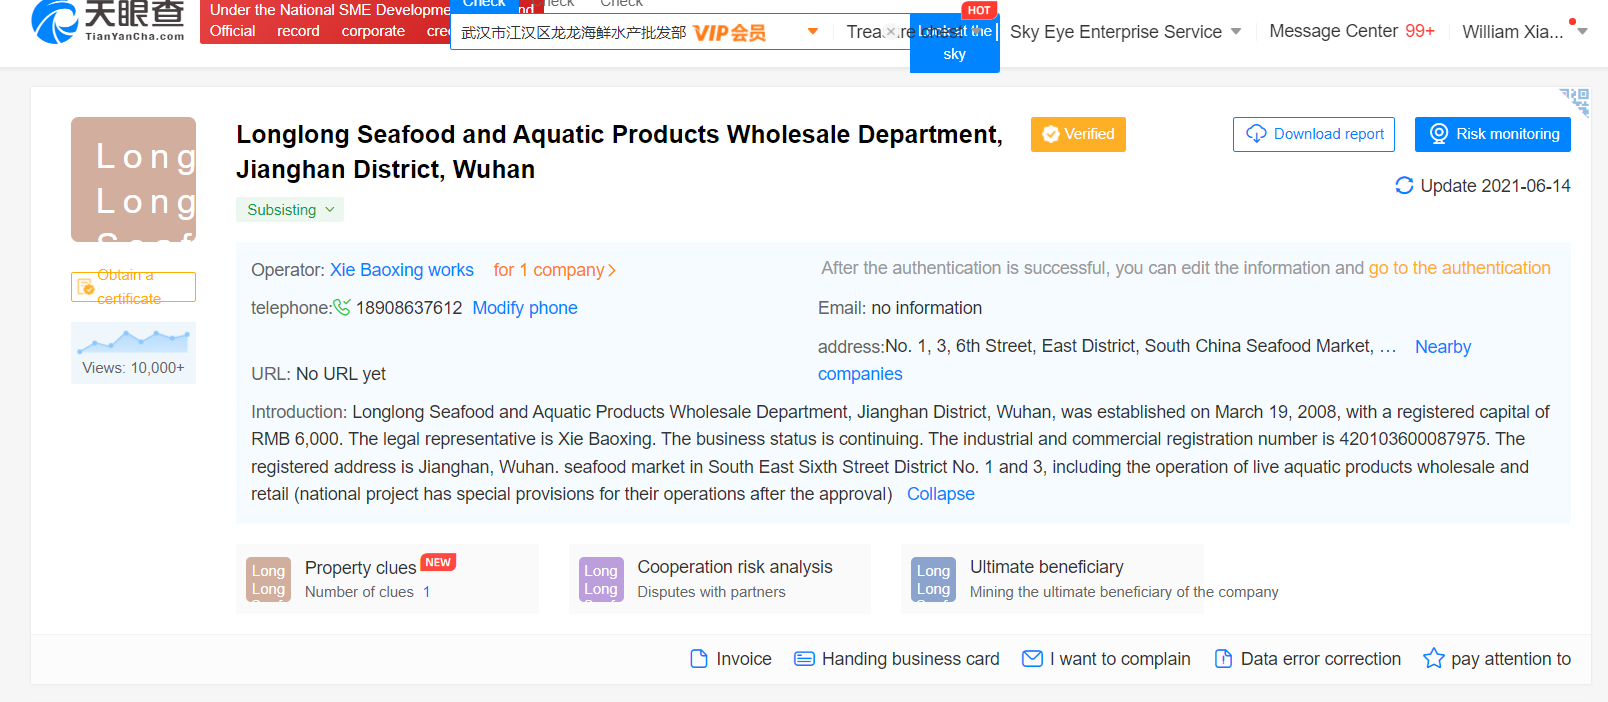 天眼查
TianYanCha.com
Under the National SME Developme nd
Official record corporate cre
Check eck Check
武汉市江汉区龙龙海鲜水产批发部 VIP会员
HOT
Look at the
sky
Sky Eye Enterprise Service
Message Center 99+
William Xia...
Long
Long
Seaf
Longlong Seafood and Aquatic Products Wholesale Department,
Jianghan District, Wuhan
Verified
Download report
Risk monitoring
Update 2021-06-14
Subsisting
Obtain a
certificate
Views: 10,000+
Operator: Xie Baoxing works for 1 company
After the authentication is successful, you can edit the information and go to the authentication
telephone: 18908637612 Modify phone
Email: no information
address:No. 1, 3, 6th Street, East District, South China Seafood Market, ... Nearby
companies
URL: No URL yet
Introduction: Longlong Seafood and Aquatic Products Wholesale Department, Jianghan District, Wuhan, was established on March 19, 2008, with a registered capital of
RMB 6,000. The legal representative is Xie Baoxing. The business status is continuing. The industrial and commercial registration number is 420103600087975. The
registered address is Jianghan, Wuhan. seafood market in South East Sixth Street District No. 1 and 3, including the operation of live aquatic products wholesale and
retail (national project has special provisions for their operations after the approval) Collapse
Long
Long
Property clues NEW
Number of clues 1
Long
Long
Cooperation risk analysis
Disputes with partners
Long
Long
Ultimate beneficiary
Mining the ultimate beneficiary of the company
Invoice
Handing business card
I want to complain
Data error correction
pay attention to